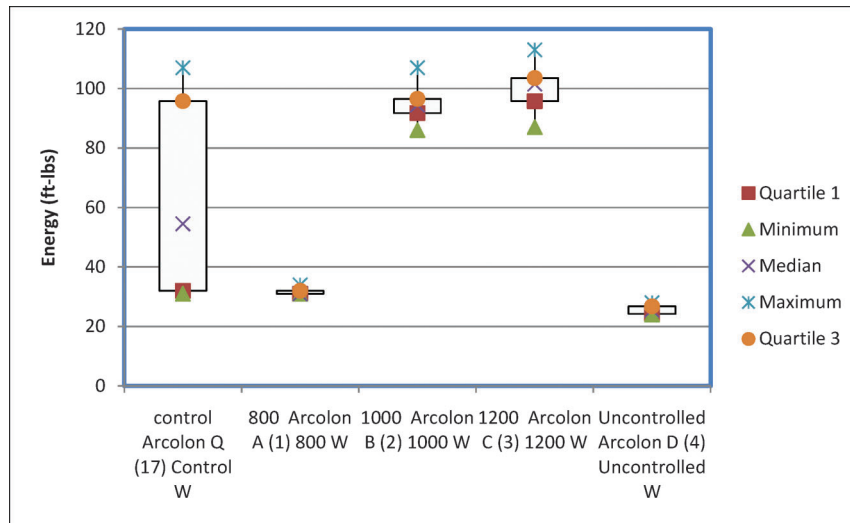 120
100
80
60
40
20
0
Energy (ft-lbs)
control
Arcolon Q
(17) Control
W
800 Arcolon
A (1) 800 W
1000 Arcolon
B (2) 1000 W
1200 Arcolon
C (3) 1200 W
Uncontrolled
Arcolon D (4)
Uncontrolled
W
Quartile 1
Minimum
Median
Maximum
Quartile 3